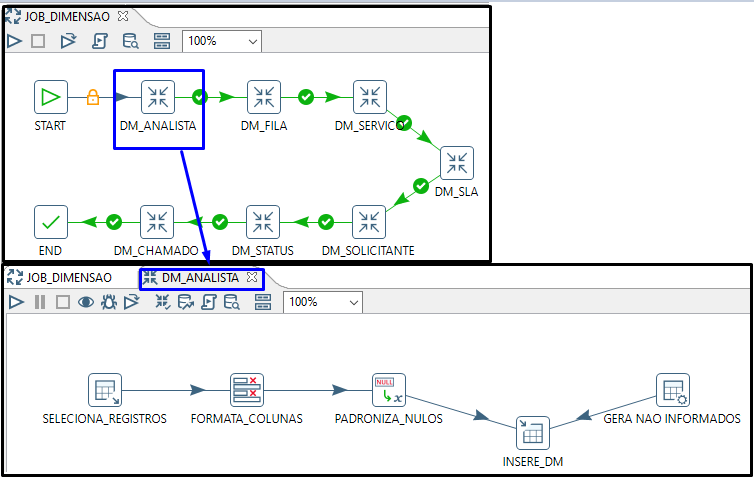 JOB_DIMENSAO
100%
START
DM_ANALISTA
DM_FILA
DM_SERVICO
DM_SLA
END
DM_CHAMADO
DM_STATUS
DM_SOLICITANTE
JOB_DIMENSAO
DM_ANALISTA
100%
SELECIONA_REGISTROS
FORMATA_COLUNAS
NULL
x
PADRONIZA_NULOS
GERA NAO INFORMADOS
INSERE_DM